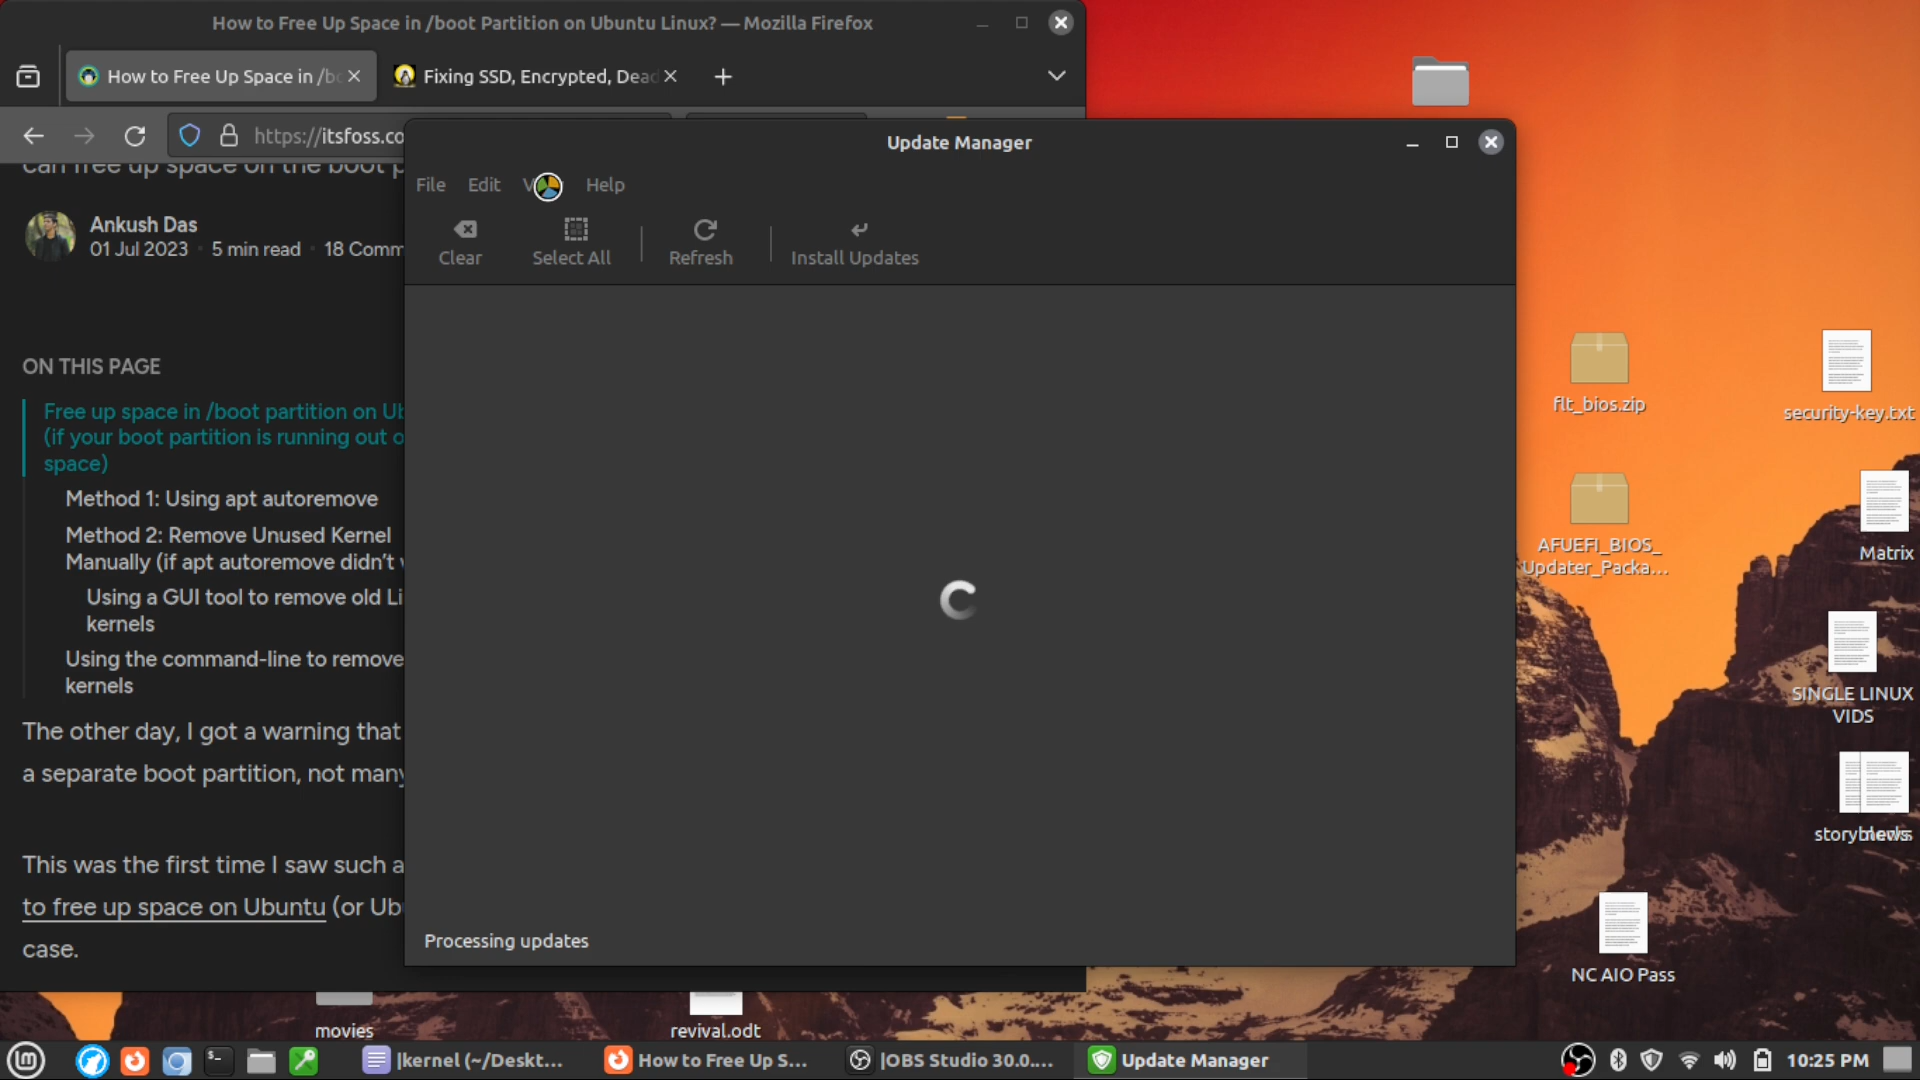 How to Free Up Space in /boot Partition on Ubuntu Linux? — Mozilla Firefox
How to Free Up Space in /b
Fixing SSD, Encrypted, Dead
https://itsfoss.co
can free up space on the boot p
Ankush Das
01 Jul 2023 · 5 min read · 18 Comm
ON THIS PAGE
Free up space in /boot partition on Ub
(if your boot partition is running out o
space)
Method 1: Using apt autoremove
Method 2: Remove Unused Kernel
Manually (if apt autoremove didn't
Using a GUI tool to remove old Li
kernels
Using the command-line to remove
kernels
The other day, I got a warning that
a separate boot partition, not many
This was the first time I saw such a
to free up space on Ubuntu (or Ub
case.
Update Manager
File Edit V Help
Clear
Select All
Refresh
Install Updates
Processing updates
flt_bios.zip
security-key.txt
AFUEFI_BIOS_
Updater_Packa...
Matrix
SINGLE LINUX
VIDS
NC AIO Pass
movies
revival.odt
|kernel (~/Deskt...
How to Free Up S...
|OBS Studio 30.0....
Update Manager
10:25 PM